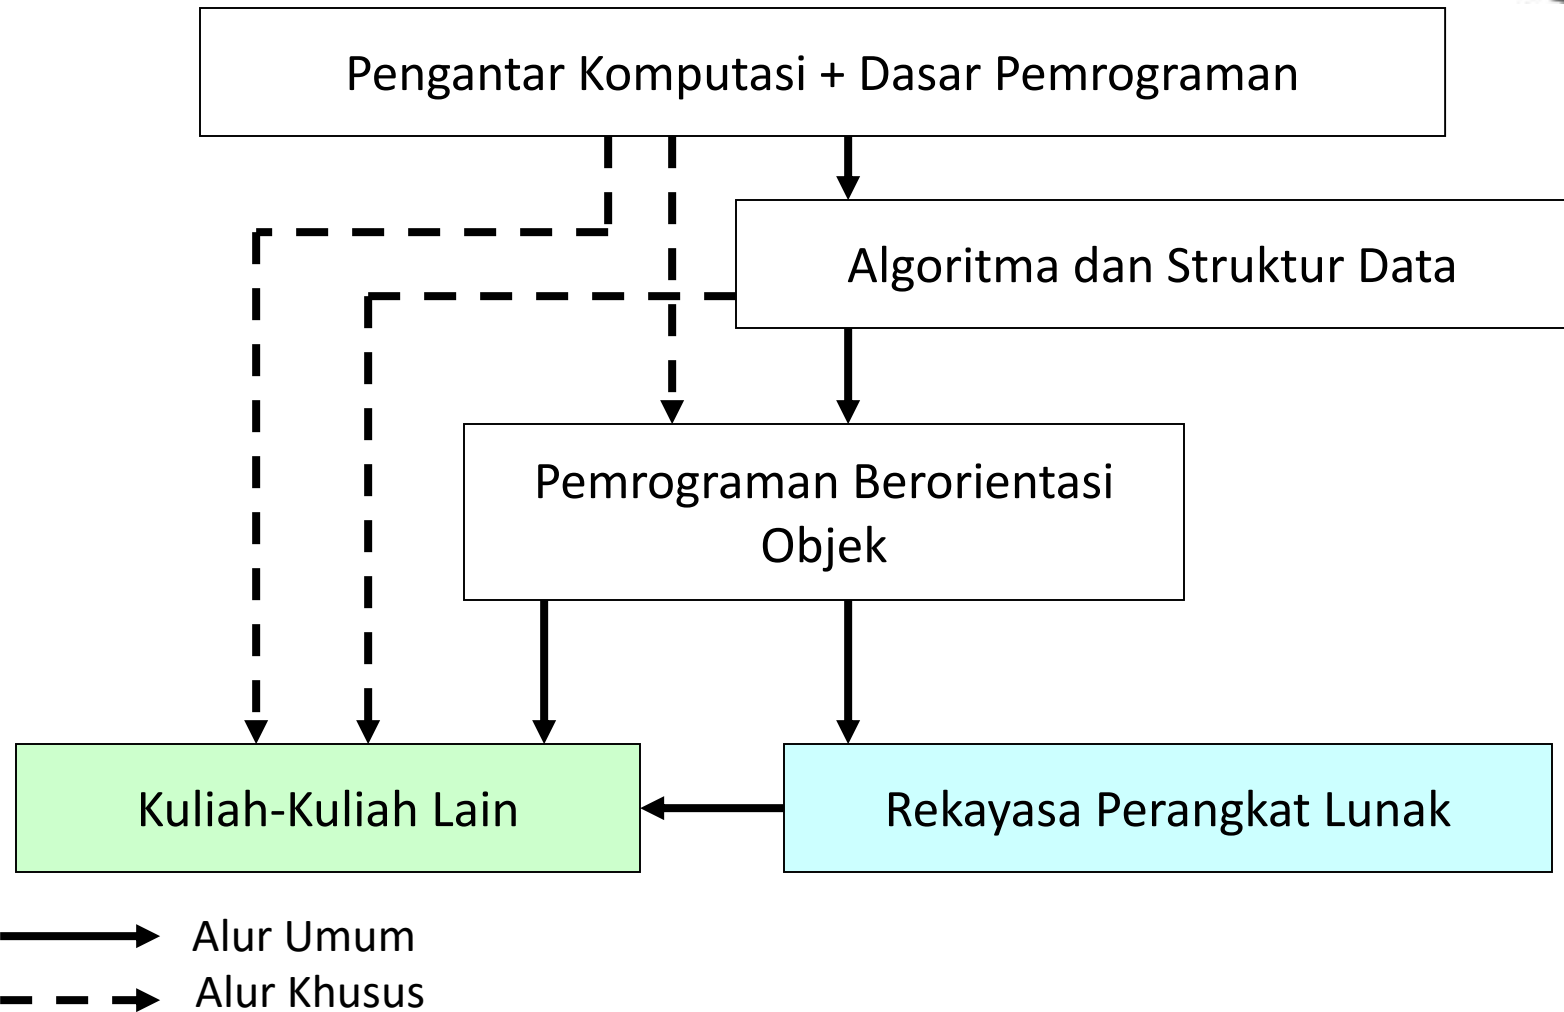 Pengantar Komputasi + Dasar Pemrograman
Algoritma dan Struktur Data
Pemrograman Berorientasi
Objek
Kuliah-Kuliah Lain
Rekayasa Perangkat Lunak
Alur Umum
Alur Khusus